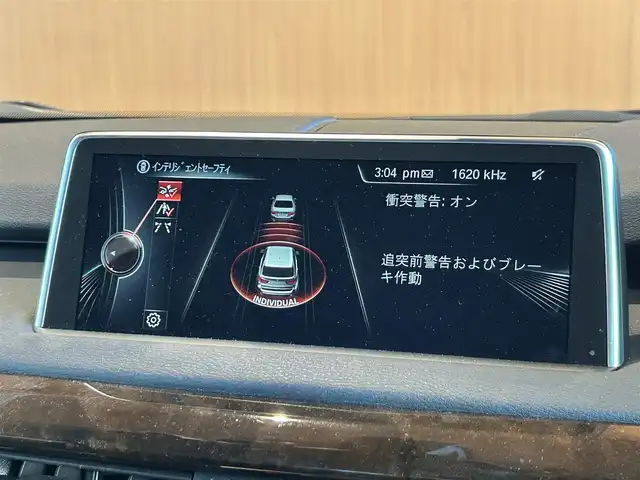 インテリジェントセーフティ
3:04 pm
1620 kHz
衝突警告: オン
追突前警告およびブレー
キ作動
INDIVIDUAL